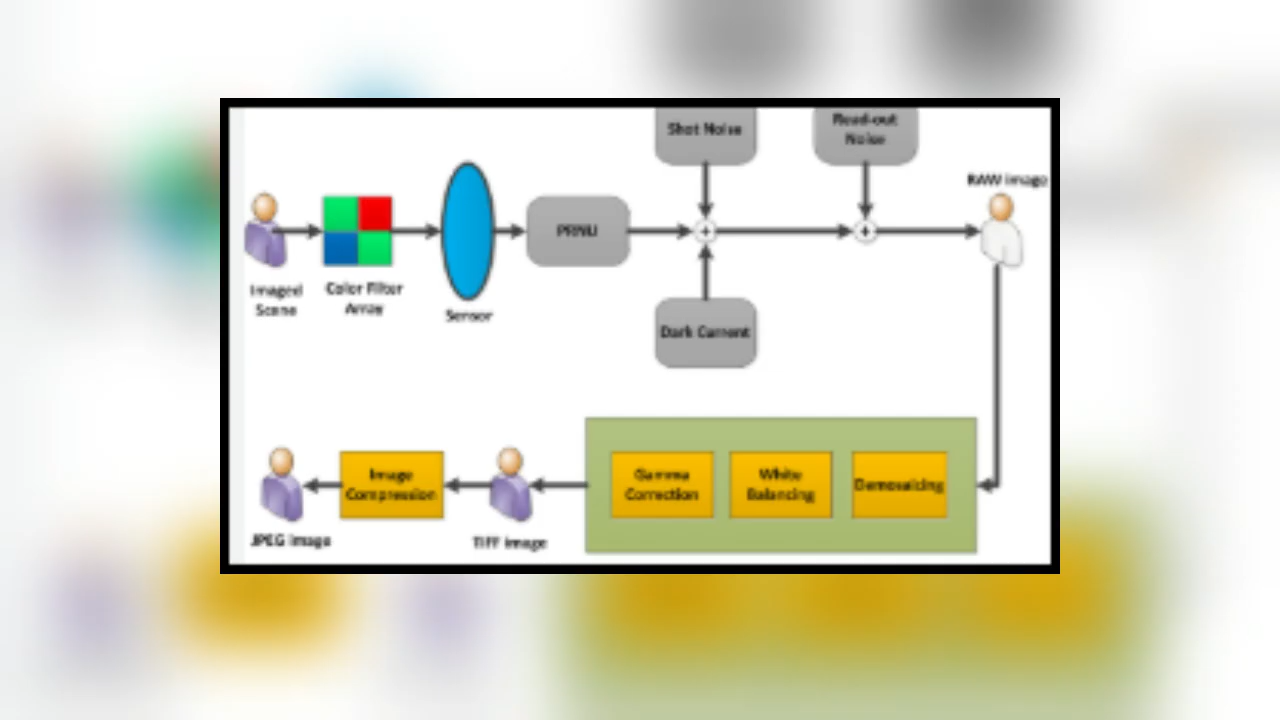 Shot Noise
Read-out
Noise
RAW image
PRNU
Imaged
Scene
Color Filter
Array
Sensor
Dark Current
Image
Compression
Gamma
Correction
White
Balancing
Demosaicing
JPEG image
TIFF image